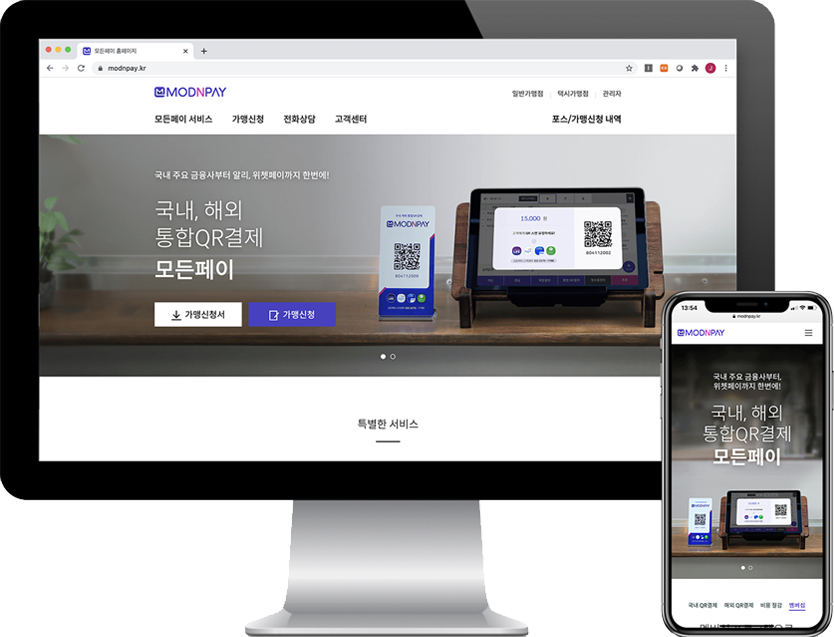 모든페이 홈페이지
modnpay.kr
J
MODNPAY
일반가맹점 택시가맹점 관리자
모든페이 서비스 가맹신청 전화상담 고객센터
포스/가맹신청 내역
국내 주요 금융사부터 알리, 위쳇페이까지 한번에!
국내, 해외
통합QR결제
모든페이
가맹신청서 가맹신청
MODNPAY
804112006
15,000 원
804112002
특별한 서비스
13:54
modnpay.kr
MODNPAY
국내 주요 금융사부터,
위쳇페이까지 한번에!
국내, 해외
통합QR결제
모든페이
MODNPAY
국내 QR결제 해외 QR결제 비용 절감 멤버십